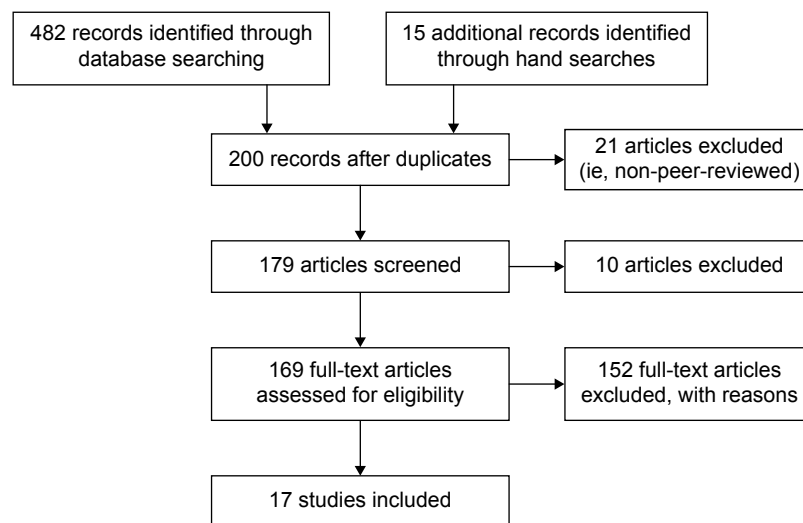 482 records identified through
database searching
15 additional records identified
through hand searches
200 records after duplicates
21 articles excluded
(ie, non-peer-reviewed)
179 articles screened
10 articles excluded
169 full-text articles
assessed for eligibility
152 full-text articles
excluded, with reasons
17 studies included